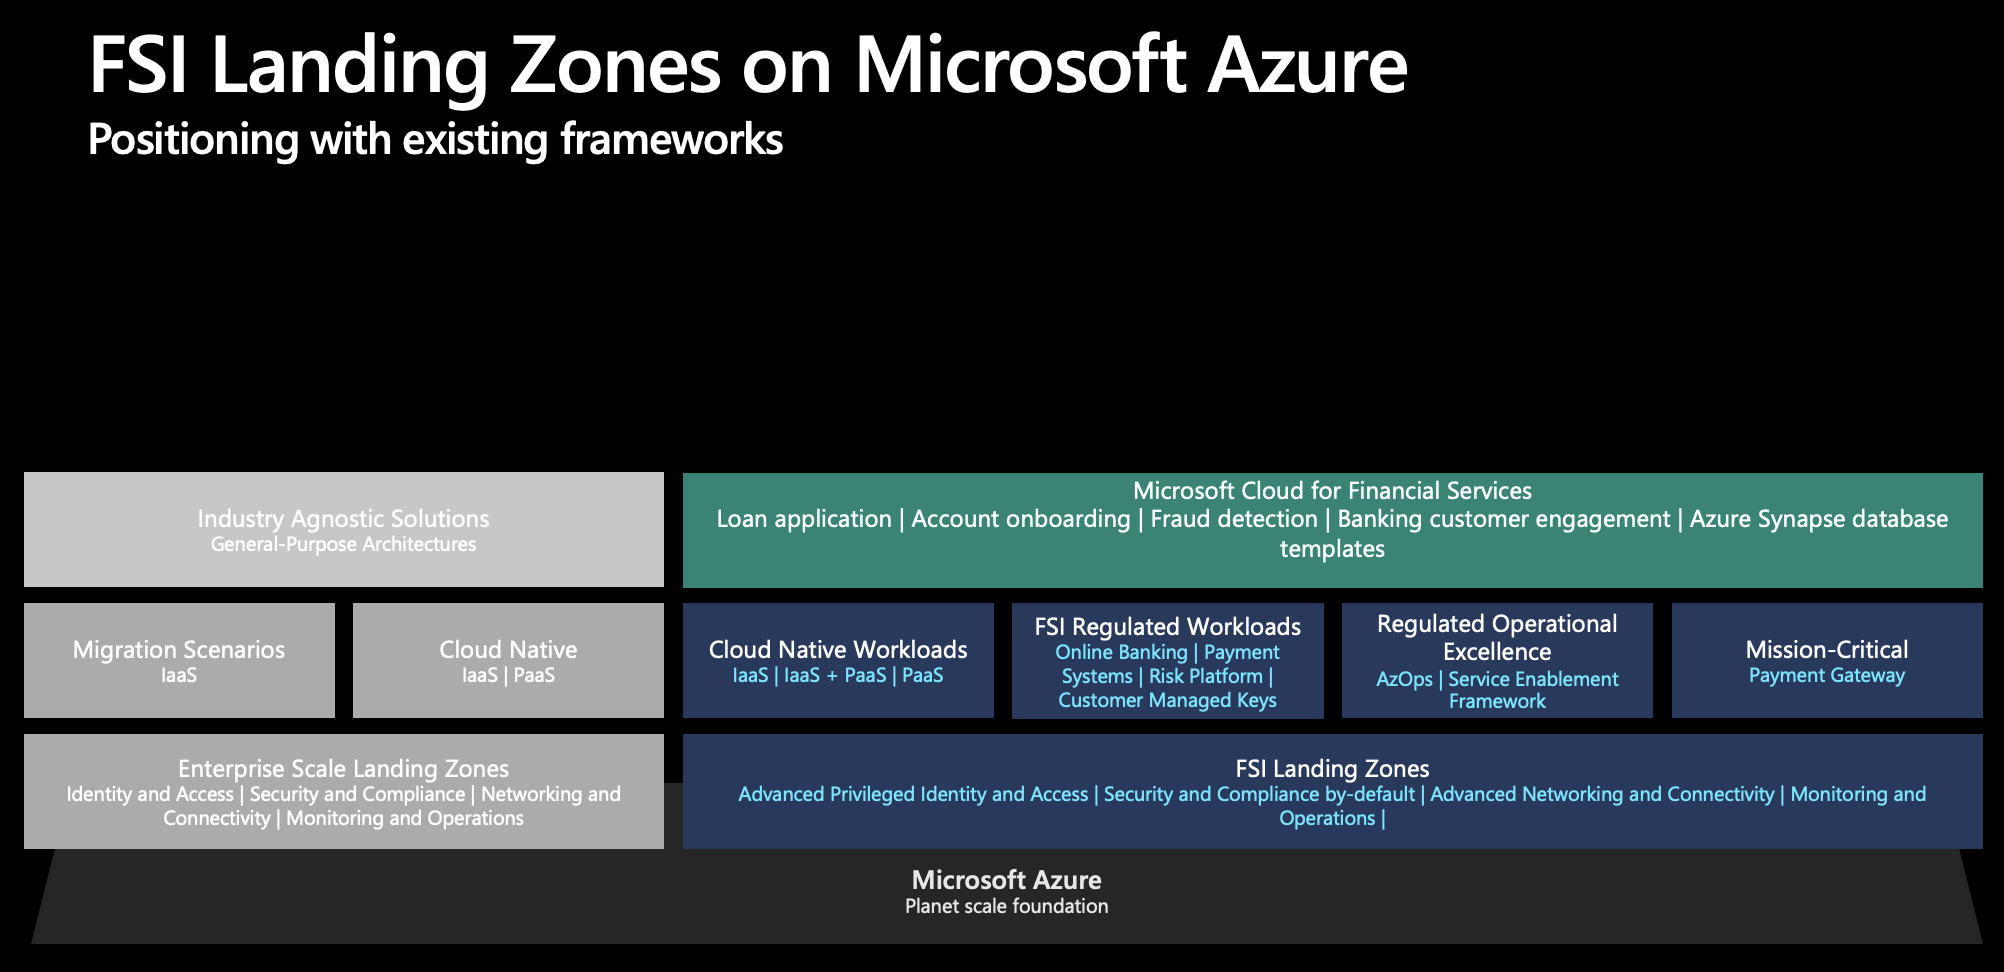 FSI Landing Zones on Microsoft Azure
Positioning with existing frameworks
Industry Agnostic Solutions
General-Purpose Architectures
Microsoft Cloud for Financial Services
Loan application | Account onboarding | Fraud detection | Banking customer engagement | Azure Synapse database
templates
Migration Scenarios
IaaS
Cloud Native
IaaS | PaaS
Cloud Native Workloads
IaaS | IaaS + PaaS | PaaS
FSI Regulated Workloads
Online Banking | Payment
Systems | Risk Platform |
Customer Managed Keys
Regulated Operational
Excellence
AzOps | Service Enablement
Framework
Mission-Critical
Payment Gateway
Enterprise Scale Landing Zones
Identity and Access | Security and Compliance | Networking and
Connectivity | Monitoring and Operations
FSI Landing Zones
Advanced Privileged Identity and Access | Security and Compliance by-default | Advanced Networking and Connectivity | Monitoring and
Operations |
Microsoft Azure
Planet scale foundation